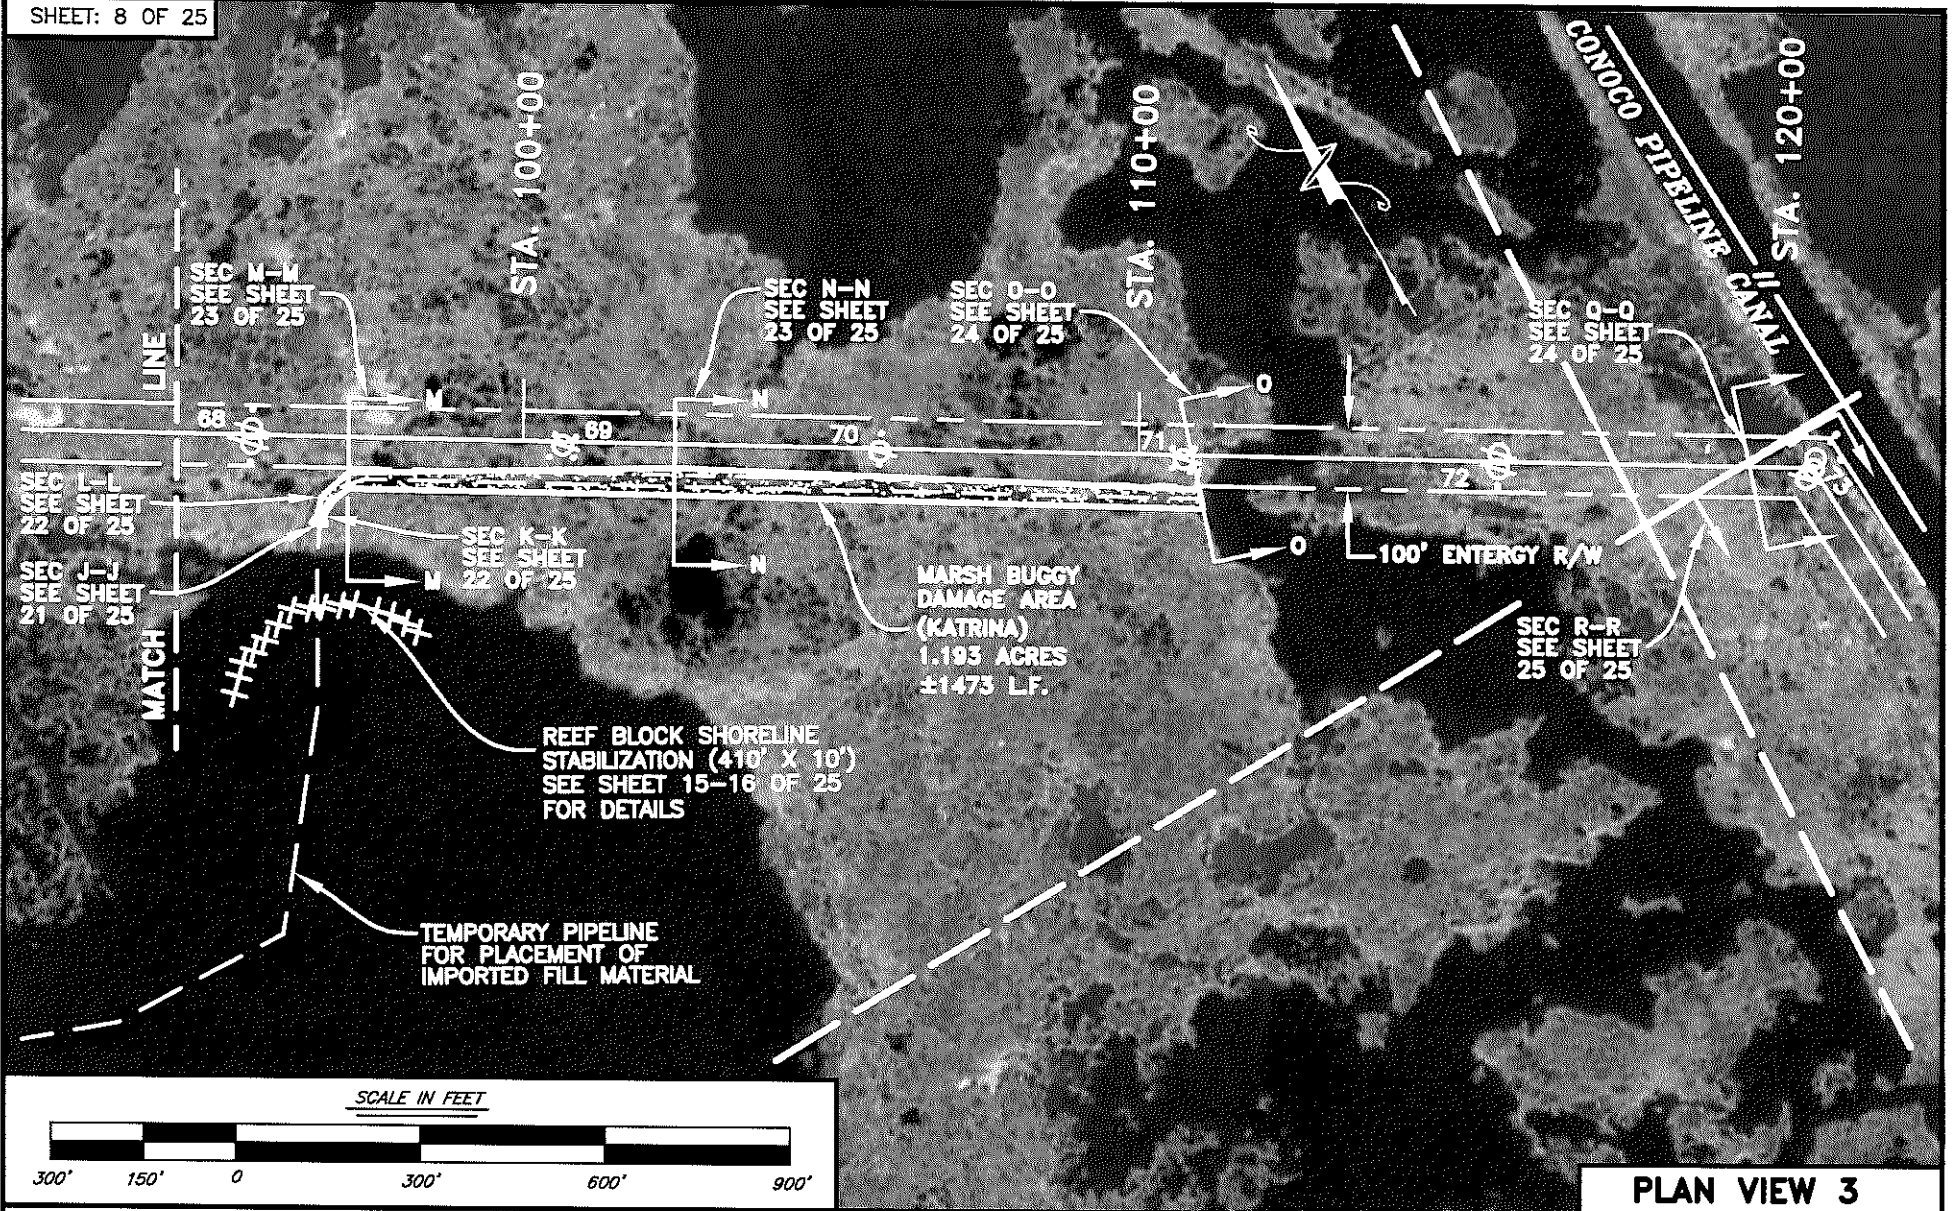 SHEET: 8 OF 25
CONOCO PIPELINE CANAL
STA. 100+00
STA. 110+00
STA. 120+00
SEC M-M
SEE SHEET
23 OF 25
SEC N-N
SEE SHEET
23 OF 25
SEC O-O
SEE SHEET
24 OF 25
SEC Q-Q
SEE SHEET
24 OF 25
MATCH LINE
M
N
O
68
69
70
71
72
73
SEC L-L
SEE SHEET
22 OF 25
SEC K-K
SEE SHEET
22 OF 25
SEC J-J
SEE SHEET
21 OF 25
M
N
O
100' ENTERGY R/W
MARSH BUGGY
DAMAGE AREA
(KATRINA)
1.193 ACRES
±1473 L.F.
SEC R-R
SEE SHEET
25 OF 25
REEF BLOCK SHORELINE
STABILIZATION (410' X 10')
SEE SHEET 15-16 OF 25
FOR DETAILS
TEMPORARY PIPELINE
FOR PLACEMENT OF
IMPORTED FILL MATERIAL
SCALE IN FEET
300' 150' 0 300' 600' 900'
PLAN VIEW 3